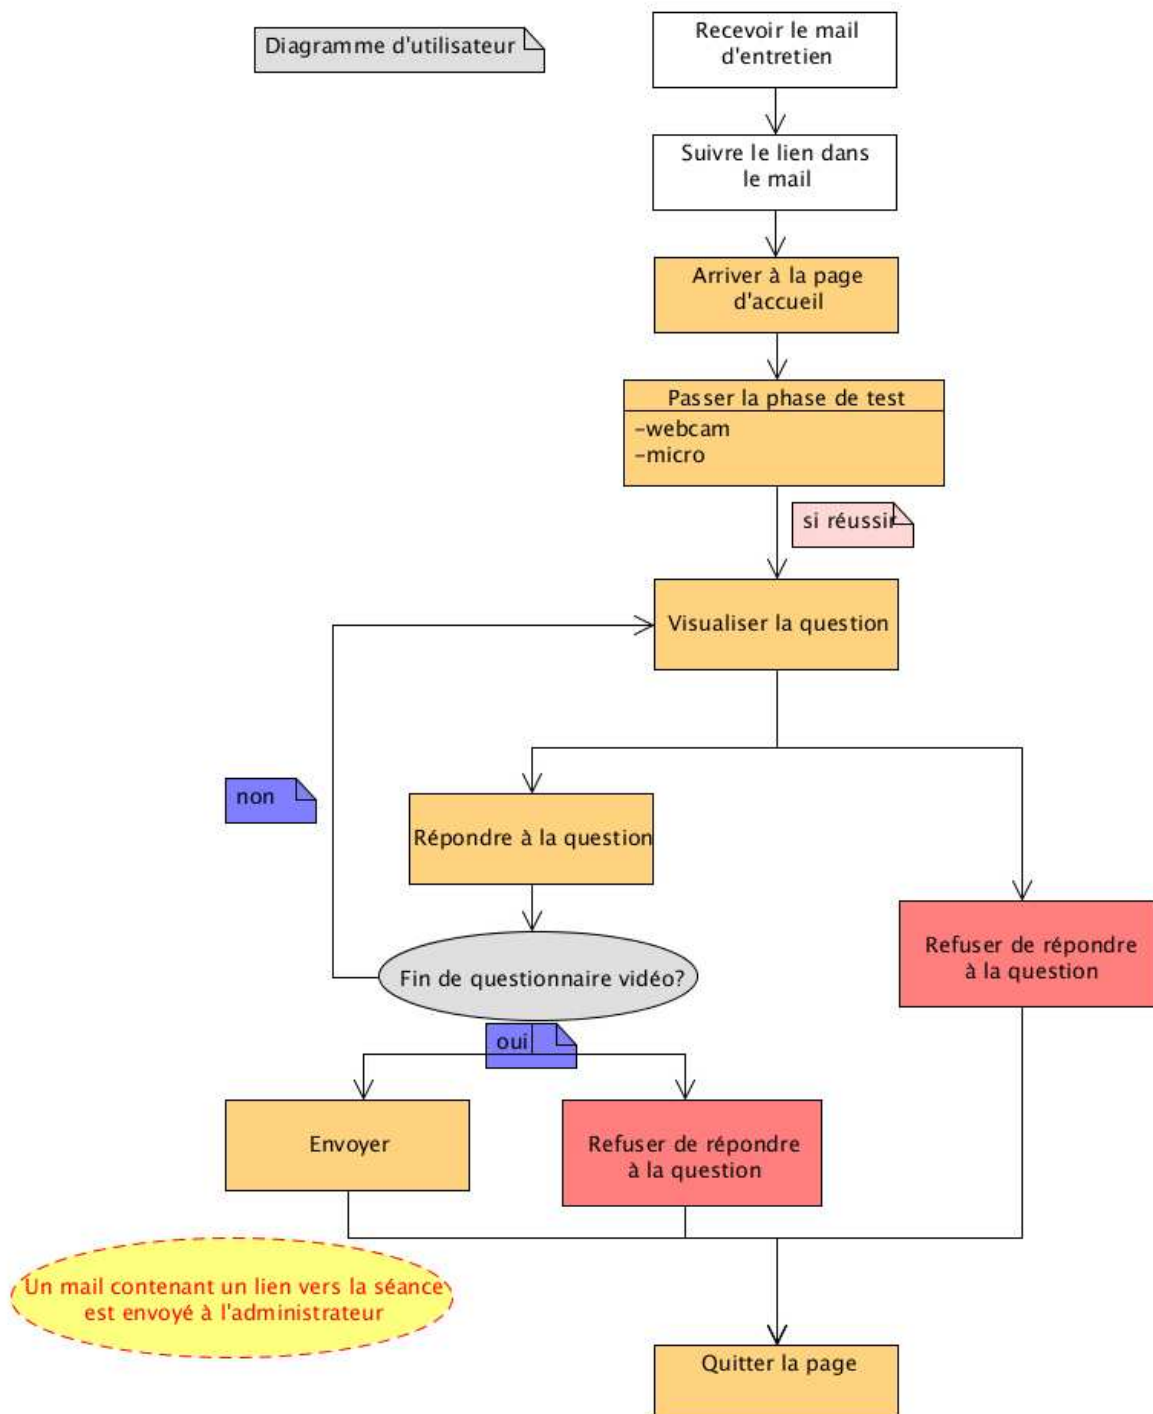 Diagramme d'utilisateur
Recevoir le mail
d'entretien
Suivre le lien dans
le mail
Arriver à la page
d'accueil
Passer la phase de test
-webcam
-micro
si réussir
Visualiser la question
non
Répondre à la question
Refuser de répondre
à la question
Fin de questionnaire vidéo?
oui
Envoyer
Refuser de répondre
à la question
Un mail contenant un lien vers la séance
est envoyé à l'administrateur
Quitter la page